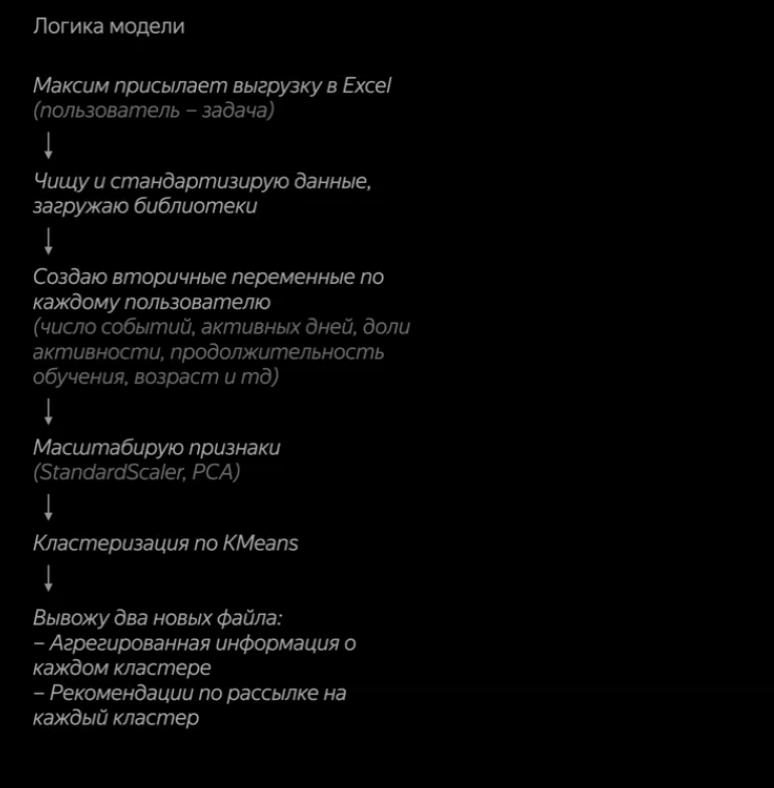 Логика модели
Максим присылает выгрузку в Excel
(пользователь – задача)
Чищу и стандартизирую данные,
загружаю библиотеки
Создаю вторичные переменные по
каждому пользователю
(число событий, активных дней, доли
активности, продолжительность
обучения, возраст и тд)
Масштабирую признаки
(StandardScaler, PCA)
Кластеризация по KMeans
Вывожу два новых файла:
– Агрегированная информация о
каждом кластере
– Рекомендации по рассылке на
каждый кластер